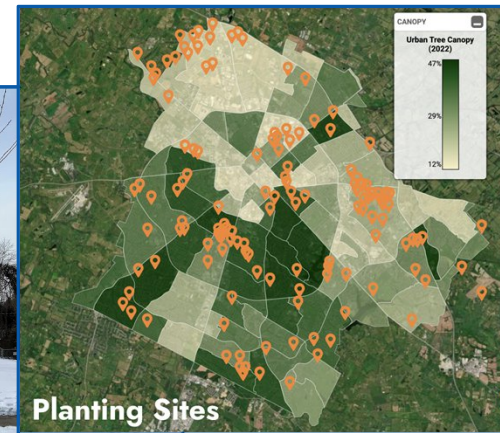 CANOPY
Urban Tree Canopy
(2022)
47%
29%
12%
Planting Sites